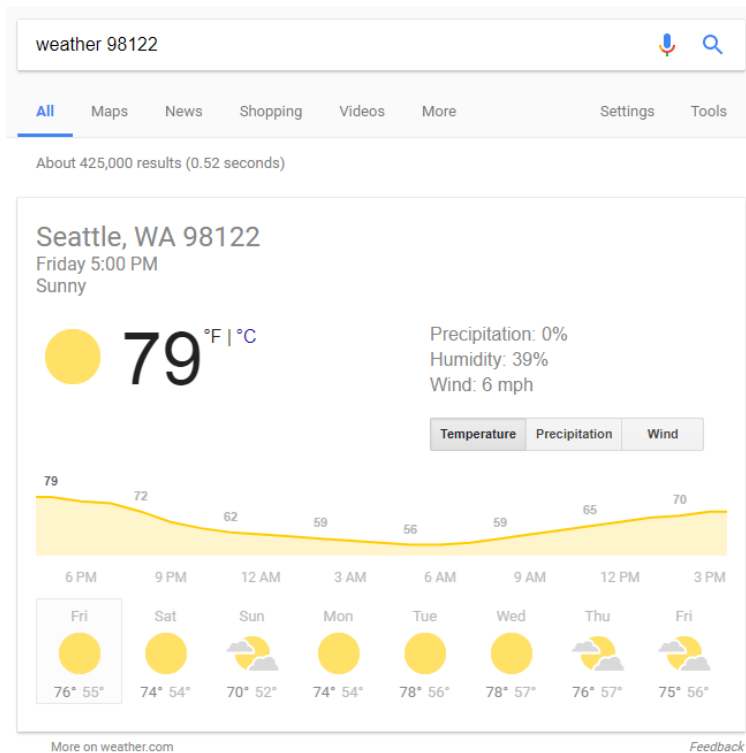 weather 98122
All Maps News Shopping Videos More Settings Tools
About 425,000 results (0.52 seconds)
Seattle, WA 98122
Friday 5:00 PM
Sunny
79 °F | °C
Precipitation: 0%
Humidity: 39%
Wind: 6 mph
Temperature Precipitation Wind
79 72 62 59 56 59 65 70
6 PM 9 PM 12 AM 3 AM 6 AM 9 AM 12 PM 3 PM
Fri Sat Sun Mon Tue Wed Thu Fri
76° 55° 74° 54° 70° 52° 74° 54° 78° 56° 78° 57° 76° 57° 75° 56°
More on weather.com Feedback